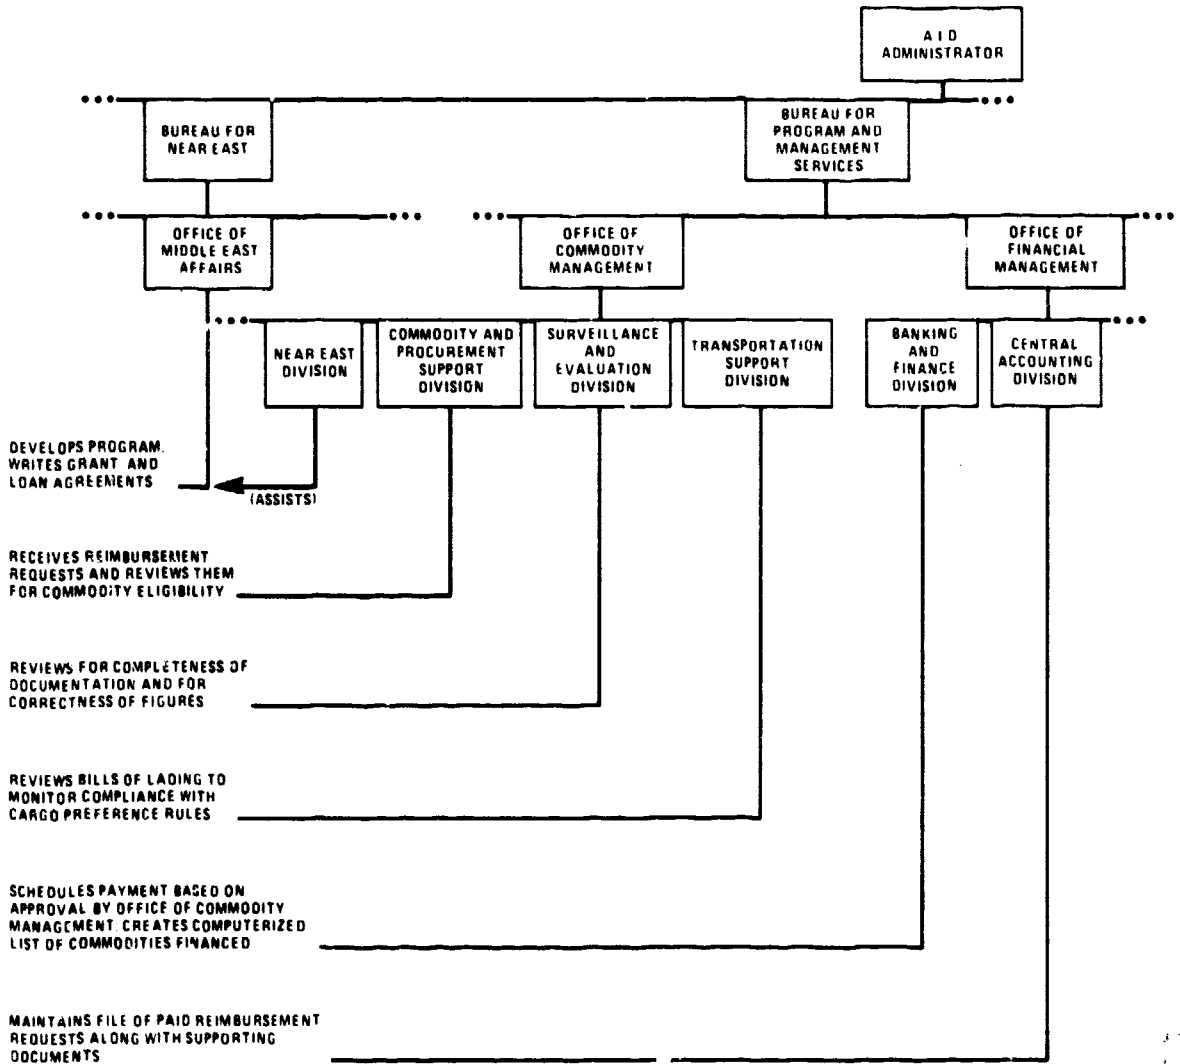 A I D
ADMINISTRATOR
BUREAU FOR
NEAR EAST
BUREAU FOR
PROGRAM AND
MANAGEMENT
SERVICES
OFFICE OF
MIDDLE EAST
AFFAIRS
OFFICE OF
COMMODITY
MANAGEMENT
OFFICE OF
FINANCIAL
MANAGEMENT
NEAR EAST
DIVISION
COMMODITY AND
PROCUREMENT
SUPPORT
DIVISION
SURVEILLANCE
AND
EVALUATION
DIVISION
TRANSPORTATION
SUPPORT
DIVISION
BANKING
AND
FINANCE
DIVISION
CENTRAL
ACCOUNTING
DIVISION
DEVELOPS PROGRAM,
WRITES GRANT AND
LOAN AGREEMENTS
(ASSISTS)
RECEIVES REIMBURSEMENT
REQUESTS AND REVIEWS THEM
FOR COMMODITY ELIGIBILITY
REVIEWS FOR COMPLETENESS OF
DOCUMENTATION AND FOR
CORRECTNESS OF FIGURES
REVIEWS BILLS OF LADING TO
MONITOR COMPLIANCE WITH
CARGO PREFERENCE RULES
SCHEDULES PAYMENT BASED ON
APPROVAL BY OFFICE OF COMMODITY
MANAGEMENT: CREATES COMPUTERIZED
LIST OF COMMODITIES FINANCED
MAINTAINS FILE OF PAID REIMBURSEMENT
REQUESTS ALONG WITH SUPPORTING
DOCUMENTS